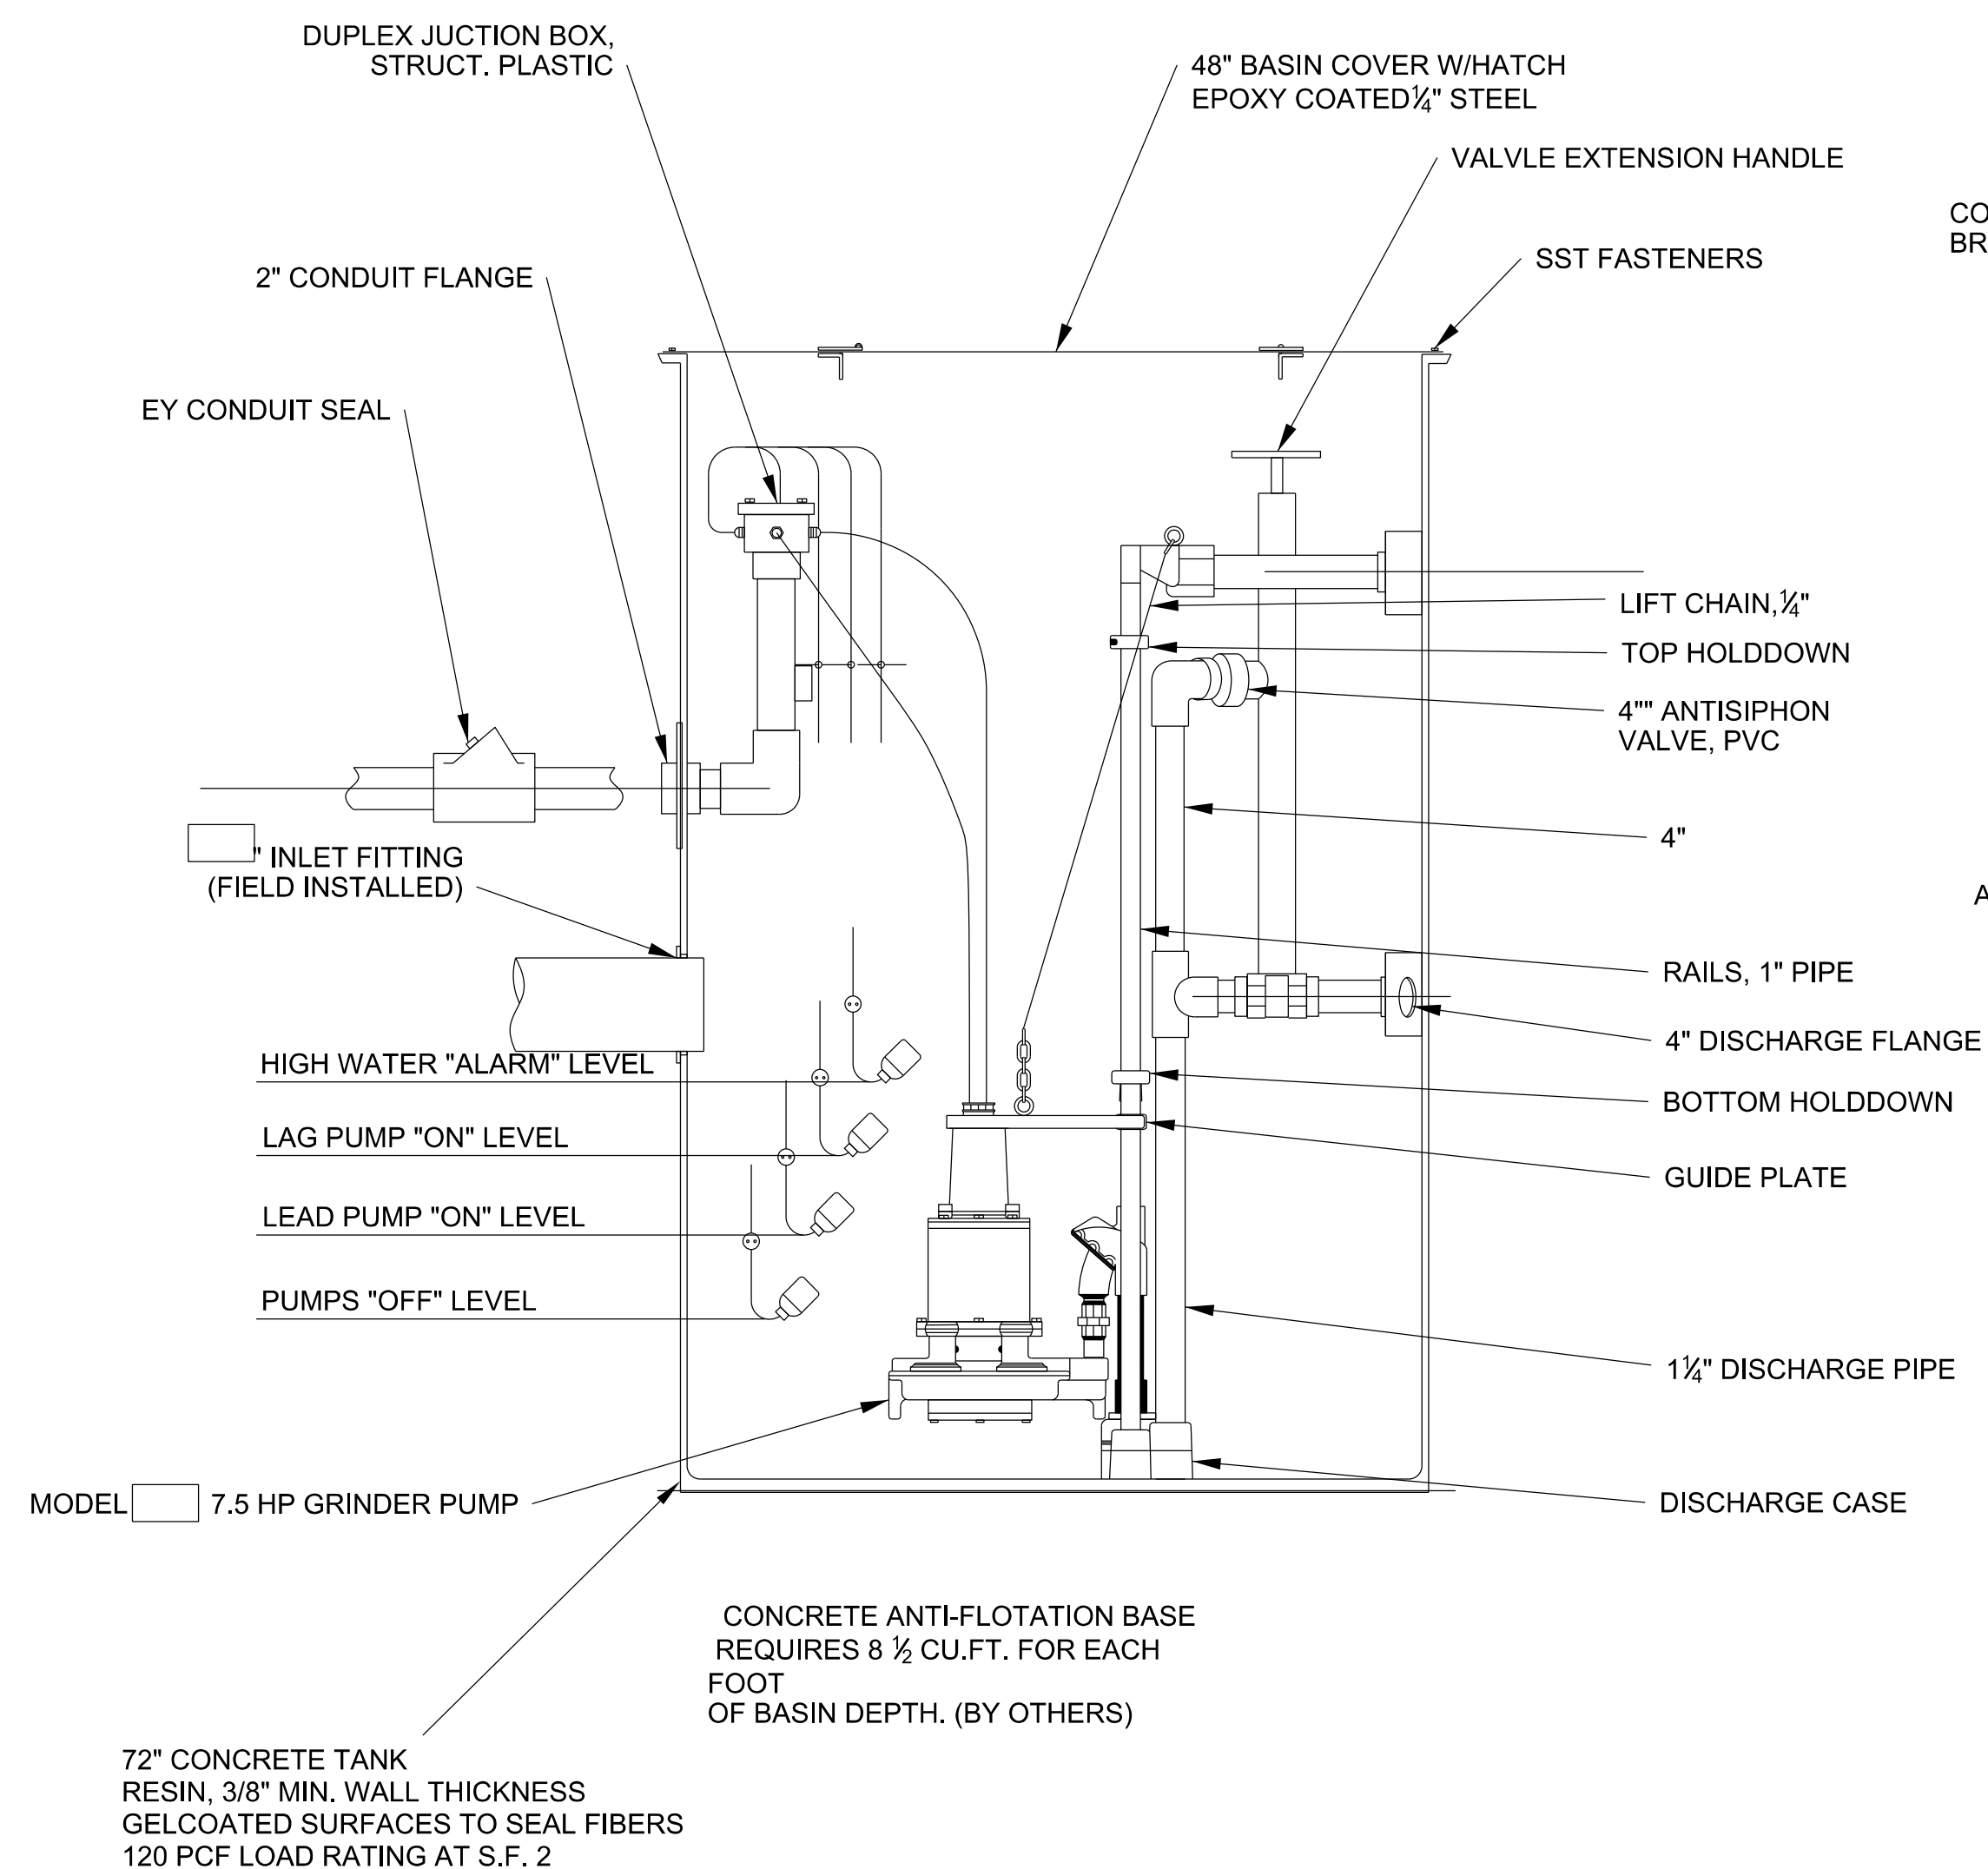 DUPLEX JUCTION BOX,
STRUCT. PLASTIC
48" BASIN COVER W/HATCH
EPOXY COATED ¼" STEEL
VALVLE EXTENSION HANDLE
CO
BR
SST FASTENERS
2" CONDUIT FLANGE
EY CONDUIT SEAL
LIFT CHAIN, ¼"
TOP HOLDDOWN
4"" ANTISIPHON
VALVE, PVC
4"
" INLET FITTING
(FIELD INSTALLED)
A
RAILS, 1" PIPE
4" DISCHARGE FLANGE
BOTTOM HOLDDOWN
GUIDE PLATE
HIGH WATER "ALARM" LEVEL
LAG PUMP "ON" LEVEL
LEAD PUMP "ON" LEVEL
PUMPS "OFF" LEVEL
1¼" DISCHARGE PIPE
DISCHARGE CASE
MODEL 7.5 HP GRINDER PUMP
CONCRETE ANTI-FLOTATION BASE
REQUIRES 8 ½ CU.FT. FOR EACH
FOOT
OF BASIN DEPTH. (BY OTHERS)
72" CONCRETE TANK
RESIN, 3/8" MIN. WALL THICKNESS
GELCOATED SURFACES TO SEAL FIBERS
120 PCF LOAD RATING AT S.F. 2